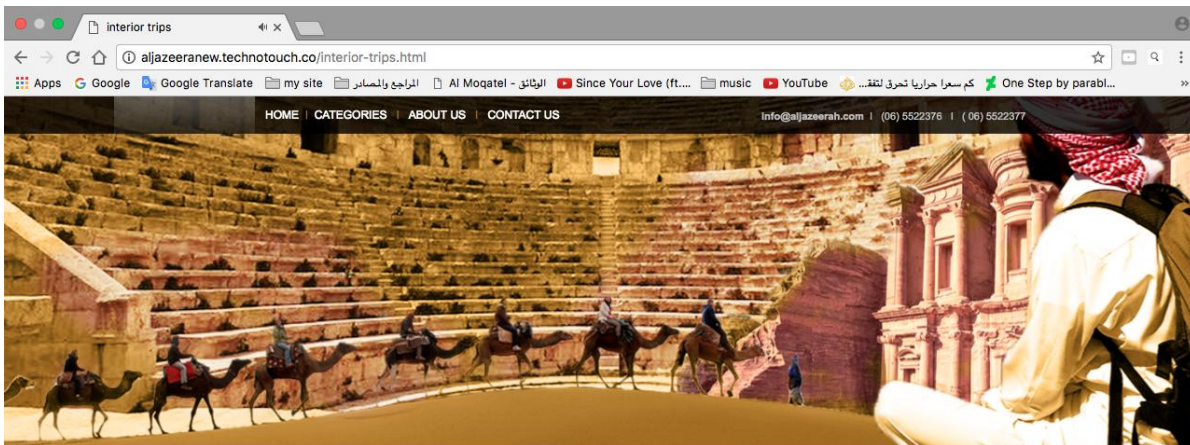 interior trips
aljazeeranew.technotouch.co/interior-trips.html
Apps Google Google Translate my site المراجع والمصادر Al Moqatel - الوثائق Since Your Love (ft.... music YouTube كم سعرا حراريا تحرق لتفق... One Step by parabl... »
HOME | CATEGORIES | ABOUT US | CONTACT US info@aljazeerah.com | (06) 5522376 | ( 06) 5522377